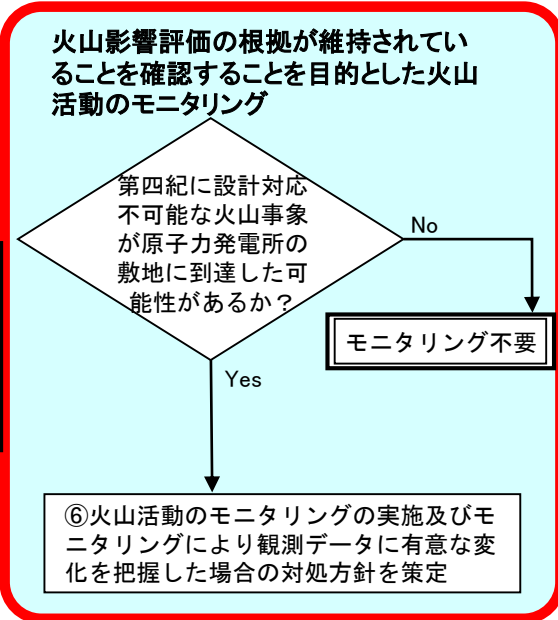 火山影響評価の根拠が維持されてい
ることを確認することを目的とした火山
活動のモニタリング
第四紀に設計対応
不可能な火山事象
が原子力発電所の
敷地に到達した可
能性があるか?
No
モニタリング不要
Yes
⑥火山活動のモニタリングの実施及びモ
ニタリングにより観測データに有意な変
化を把握した場合の対処方針を策定